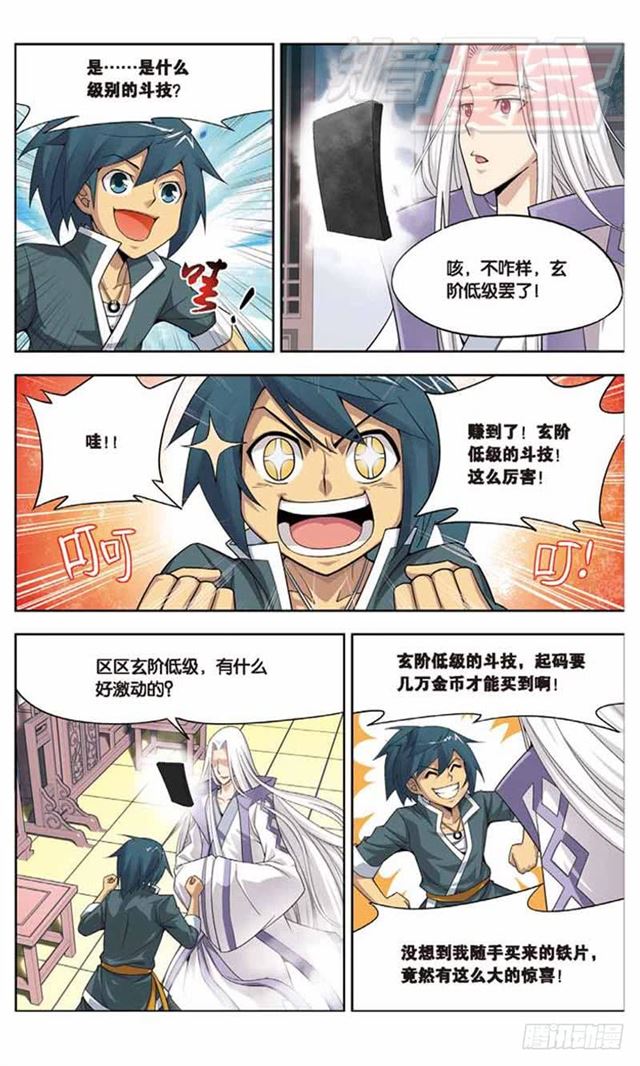 是……是什么
级别的斗技?
哇!
知音漫客
咳，不咋样，玄
阶低级罢了!
哇!!
赚到了! 玄阶
低级的斗技!
这么厉害!
叮叮
叮!
区区玄阶低级，有什么
好激动的?
玄阶低级的斗技，起码要
几万金币才能买到啊!
没想到我随手买来的铁片，
竟然有这么大的惊喜!
腾讯动漫